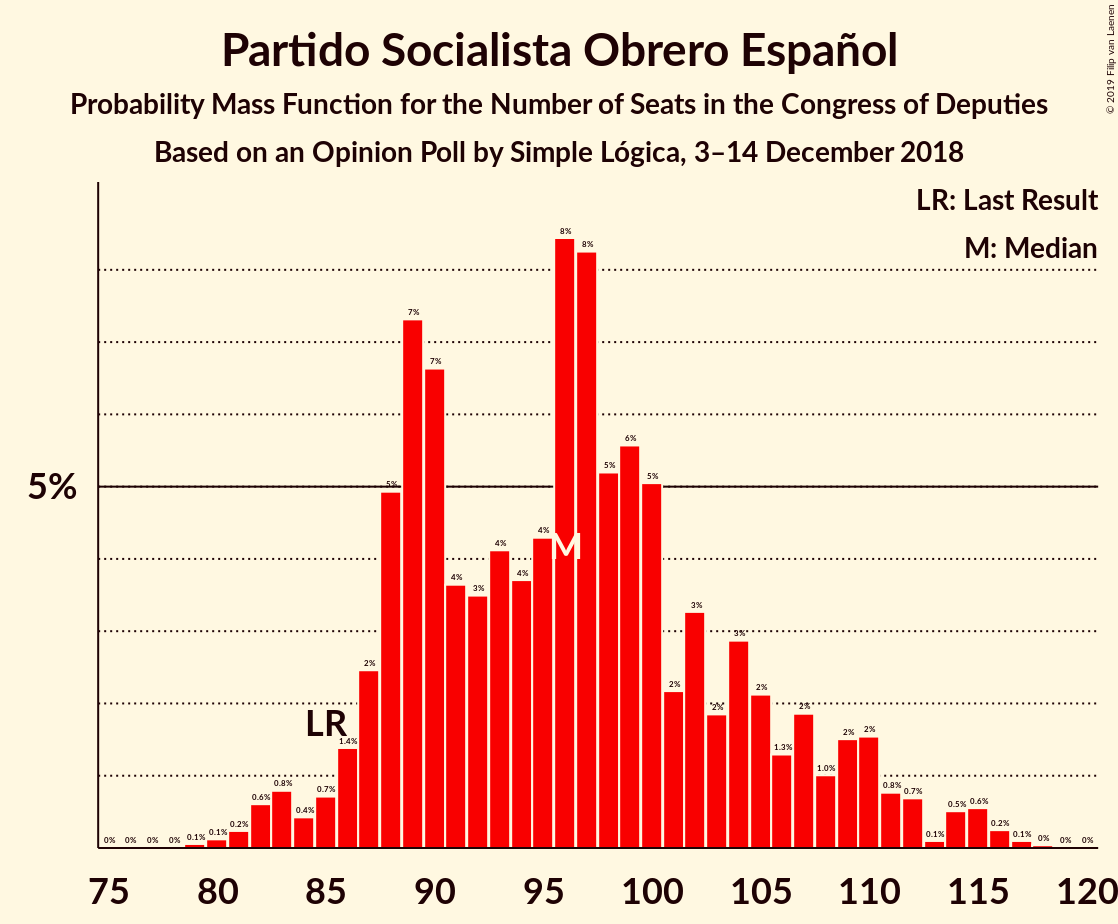 Partido Socialista Obrero Español
Probability Mass Function for the Number of Seats in the Congress of Deputies
Based on an Opinion Poll by Simple Lógica, 3–14 December 2018
© 2019 Filip van Laenen
LR: Last Result
M: Median
5%
LR
M
0% 0% 0% 0% 0.1% 0.1% 0.2% 0.6% 0.8% 0.4% 0.7% 1.4% 2% 5% 7% 7% 4% 3% 4% 4% 4% 8% 8% 5% 6% 5% 2% 3% 2% 3% 2% 1.3% 2% 1.0% 2% 2% 0.8% 0.7% 0.1% 0.5% 0.6% 0.2% 0.1% 0% 0% 0%
75 80 85 90 95 100 105 110 115 120